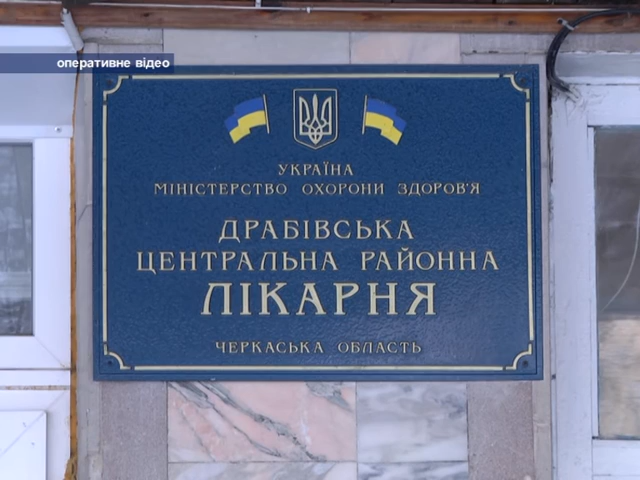 оперативне відео
УКРАЇНА
МІНІСТЕРСТВО ОХОРОНИ ЗДОРОВ'Я
ДРАБІВСЬКА
ЦЕНТРАЛЬНА РАЙОННА
ЛІКАРНЯ
ЧЕРКАСЬКА ОБЛАСТЬ